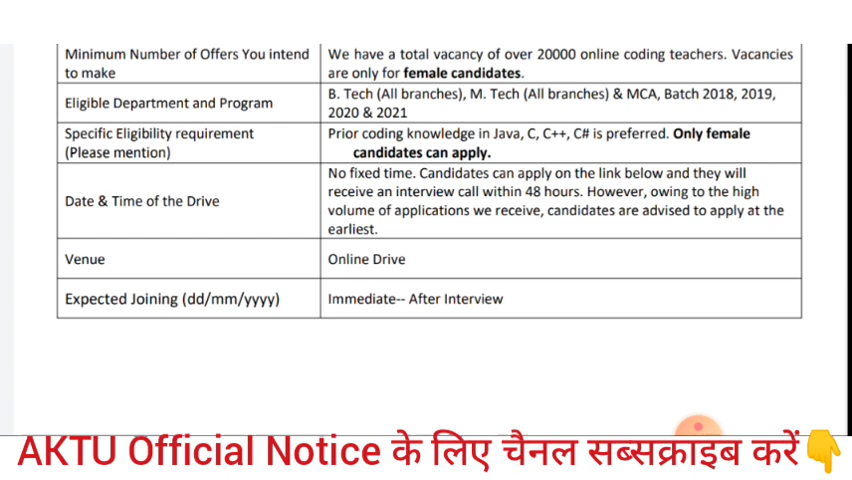 Minimum Number of Offers You intend to make
We have a total vacancy of over 20000 online coding teachers. Vacancies are only for female candidates.
Eligible Department and Program
B. Tech (All branches), M. Tech (All branches) & MCA, Batch 2018, 2019, 2020 & 2021
Specific Eligibility requirement
(Please mention)
Prior coding knowledge in Java, C, C++, C# is preferred. Only female
candidates can apply.
Date & Time of the Drive
No fixed time. Candidates can apply on the link below and they will
receive an interview call within 48 hours. However, owing to the high
volume of applications we receive, candidates are advised to apply at the
earliest.
Venue
Online Drive
Expected Joining (dd/mm/yyyy)
Immediate-- After Interview
AKTU Official Notice के लिए चैनल सब्सक्राइब करें👇